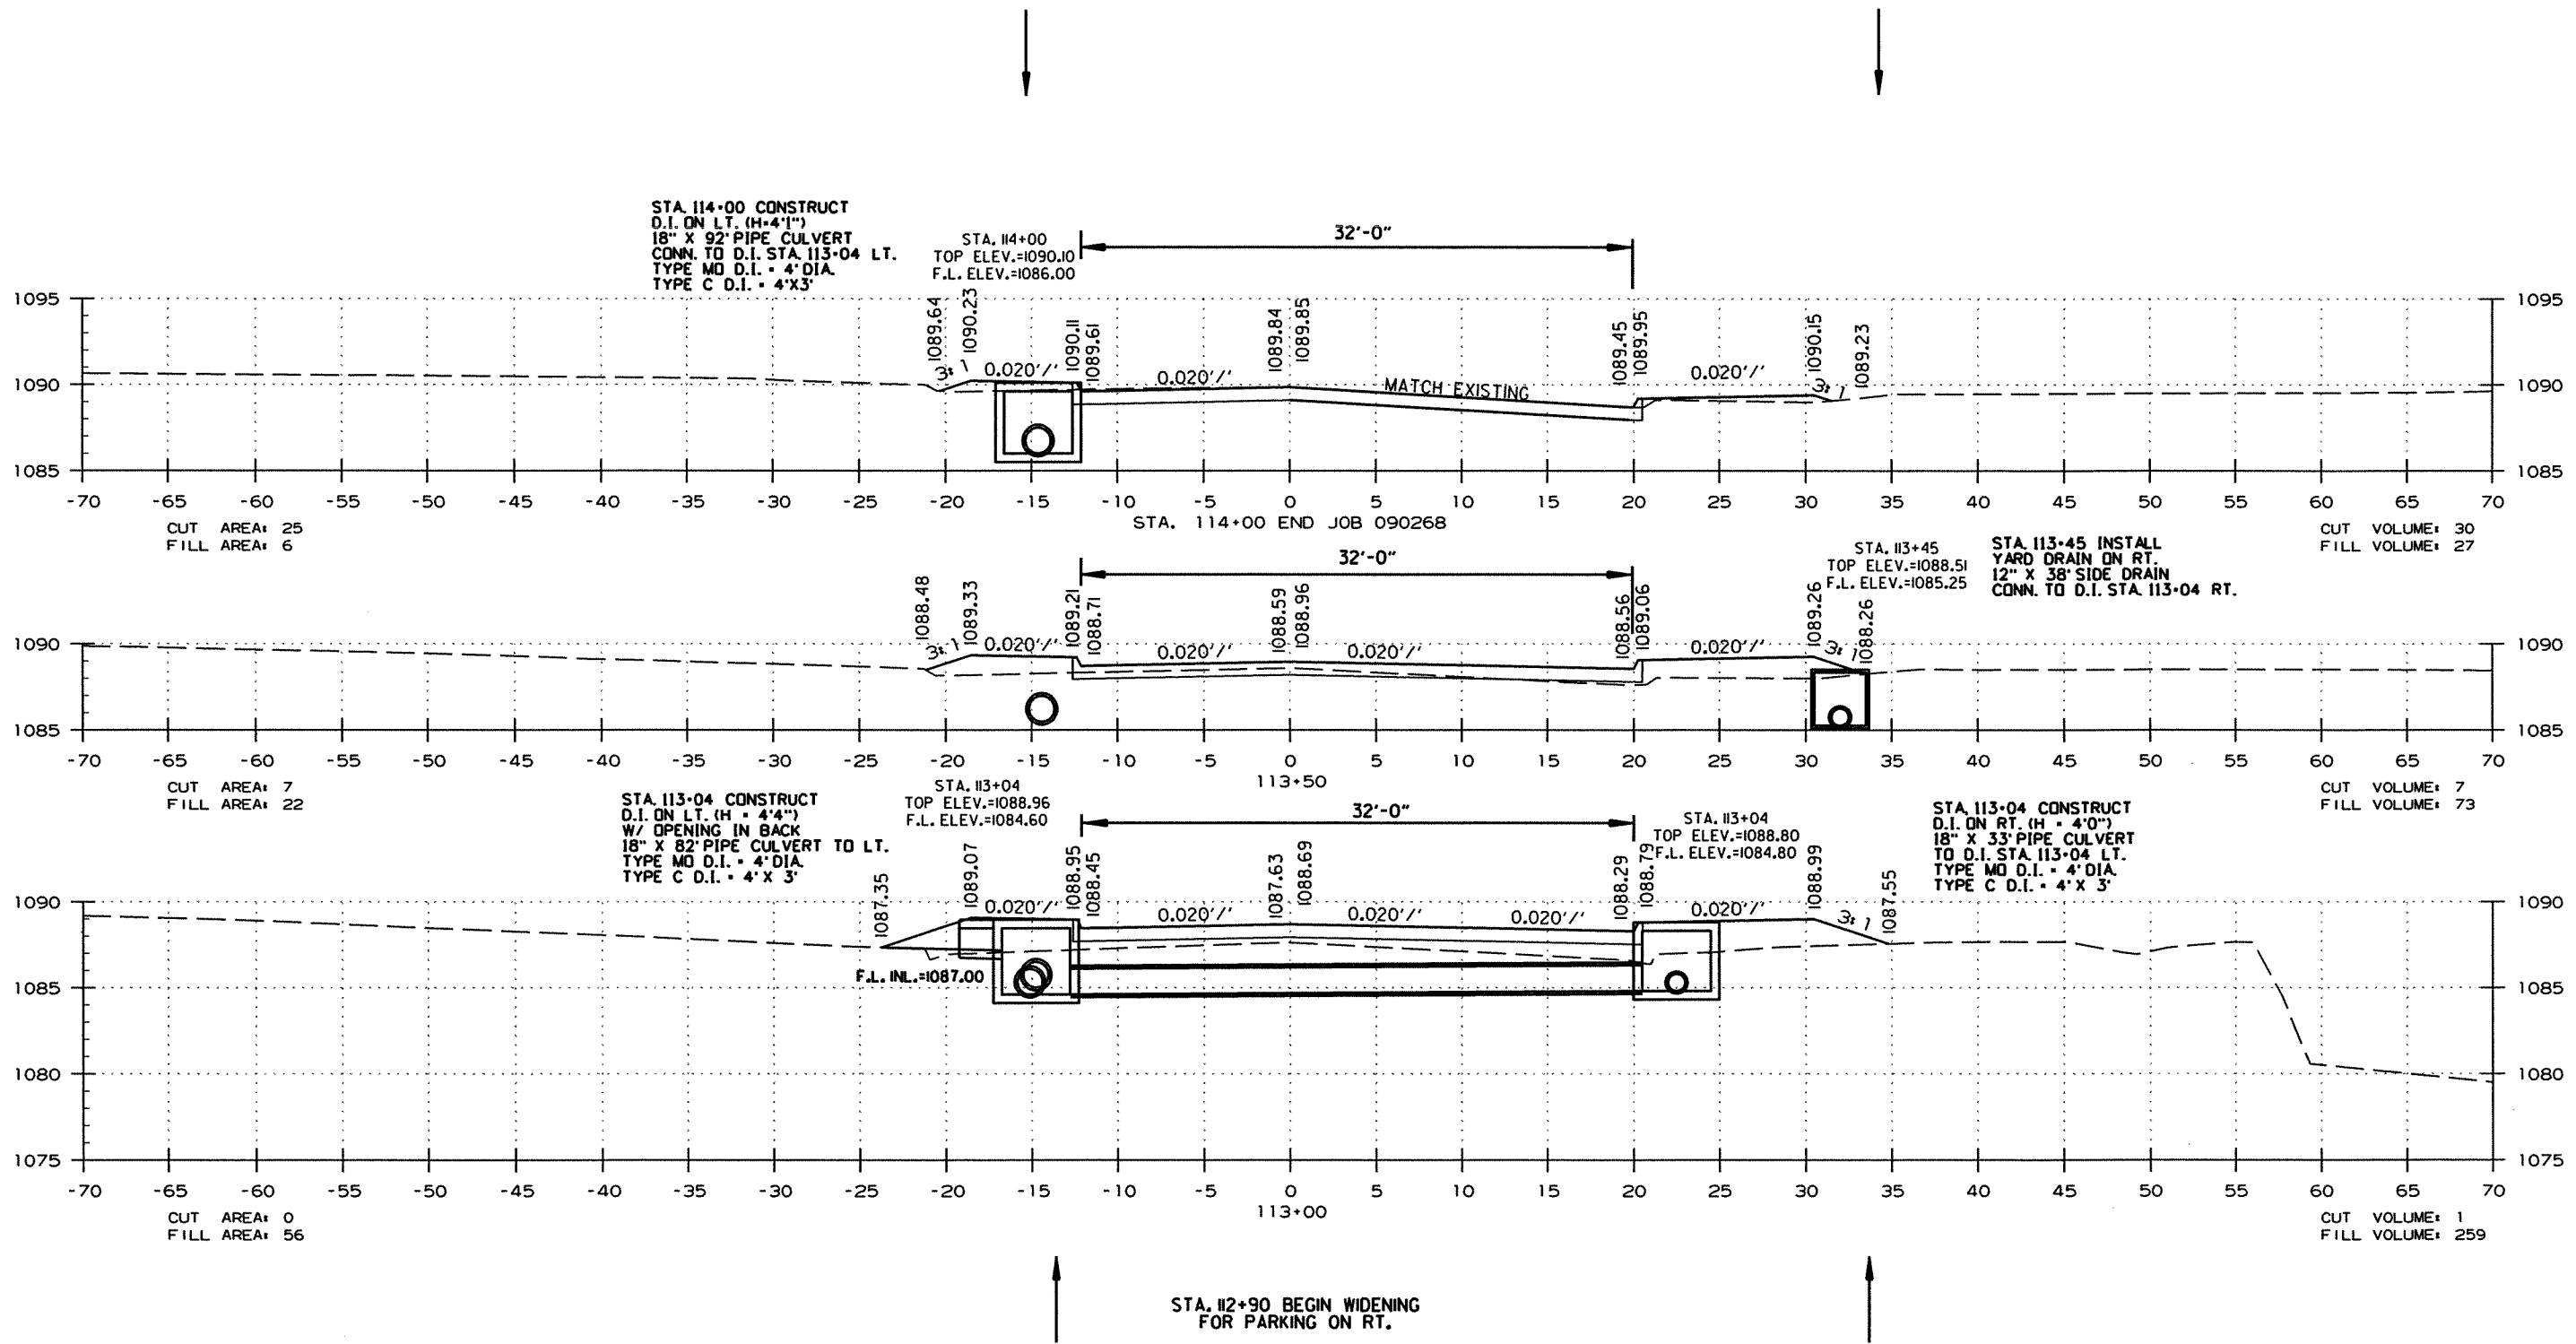 STA. 114+00 CONSTRUCT
D.I. ON LT. (H=4'1")
18" X 92' PIPE CULVERT
CONN. TO D.I. STA. 113+04 LT.
TYPE MO D.I. = 4' DIA.
TYPE C D.I. = 4'X3'
STA. 114+00
TOP ELEV.=1090.10
F.L. ELEV.=1086.00
32'-0"
1089.64
1090.23
1090.11
1089.61
1089.84
1089.85
1089.45
1089.95
1090.15
1089.23
3: 1
0.020'/'
0.020'/'
MATCH EXISTING
0.020'/'
3: 1
1095
1090
1085
1095
1090
1085
-70 -65 -60 -55 -50 -45 -40 -35 -30 -25 -20 -15 -10 -5 0 5 10 15 20 25 30 35 40 45 50 55 60 65 70
STA. 114+00 END JOB 090268
CUT AREA: 25
FILL AREA: 6
CUT VOLUME: 30
FILL VOLUME: 27
32'-0"
STA. 113+45
TOP ELEV.=1088.51
F.L. ELEV.=1085.25
STA. 113+45 INSTALL
YARD DRAIN ON RT.
12" X 38' SIDE DRAIN
CONN. TO D.I. STA. 113+04 RT.
1088.48
1089.33
1089.21
1088.71
1088.59
1088.96
1088.56
1089.06
1089.26
1088.26
3: 1
0.020'/'
0.020'/'
0.020'/'
0.020'/'
3: 1
1090
1085
1090
1085
-70 -65 -60 -55 -50 -45 -40 -35 -30 -25 -20 -15 -10 -5 0 5 10 15 20 25 30 35 40 45 50 55 60 65 70
113+50
CUT AREA: 7
FILL AREA: 22
CUT VOLUME: 7
FILL VOLUME: 73
STA. 113+04 CONSTRUCT
D.I. ON LT. (H = 4'4")
W/ OPENING IN BACK
18" X 82' PIPE CULVERT TO LT.
TYPE MO D.I. = 4' DIA.
TYPE C D.I. = 4' X 3'
STA. 113+04
TOP ELEV.=1088.96
F.L. ELEV.=1084.60
32'-0"
STA. 113+04
TOP ELEV.=1088.80
F.L. ELEV.=1084.80
STA. 113+04 CONSTRUCT
D.I. ON RT. (H = 4'0")
18" X 33' PIPE CULVERT
TO D.I. STA. 113+04 LT.
TYPE MO D.I. = 4' DIA.
TYPE C D.I. = 4' X 3'
1087.35
1089.07
1088.95
1088.45
1087.63
1088.69
1088.29
1088.79
1088.99
1087.55
0.020'/'
0.020'/'
0.020'/'
0.020'/'
0.020'/'
3: 1
F.L. INL.=1087.00
1090
1085
1080
1075
1090
1085
1080
1075
-70 -65 -60 -55 -50 -45 -40 -35 -30 -25 -20 -15 -10 -5 0 5 10 15 20 25 30 35 40 45 50 55 60 65 70
113+00
CUT AREA: 0
FILL AREA: 56
CUT VOLUME: 1
FILL VOLUME: 259
STA. 112+90 BEGIN WIDENING
FOR PARKING ON RT.